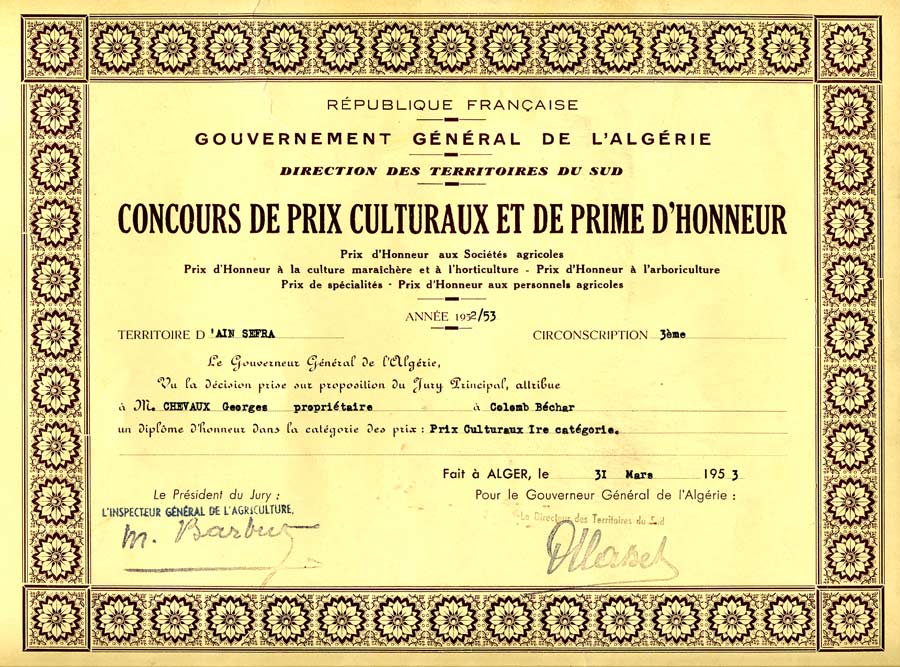 RÉPUBLIQUE FRANÇAISE
GOUVERNEMENT GÉNÉRAL DE L'ALGÉRIE
DIRECTION DES TERRITOIRES DU SUD
CONCOURS DE PRIX CULTURAUX ET DE PRIME D'HONNEUR
Prix d'Honneur aux Sociétés agricoles
Prix d'Honneur à la culture maraîchère et à l'horticulture - Prix d'Honneur à l'arboriculture
Prix de spécialités - Prix d'Honneur aux personnels agricoles
ANNÉE 1952/53
TERRITOIRE D 'AIN SEFRA CIRCONSCRIPTION 3ème
Le Gouverneur Général de l'Algérie,
Vu la décision prise sur proposition du Jury Principal, attribue
à M. CHEVAUX Georges propriétaire à Colomb Béchar
un diplôme d'honneur dans la catégorie des prix : Prix Culturaux Ire catégorie.
Fait à ALGER, le 31 Mars 1953
Le Président du Jury : Pour le Gouverneur Général de l'Algérie :
L'INSPECTEUR GÉNÉRAL DE L'AGRICULTURE, Le Directeur des Territoires du Sud
M.